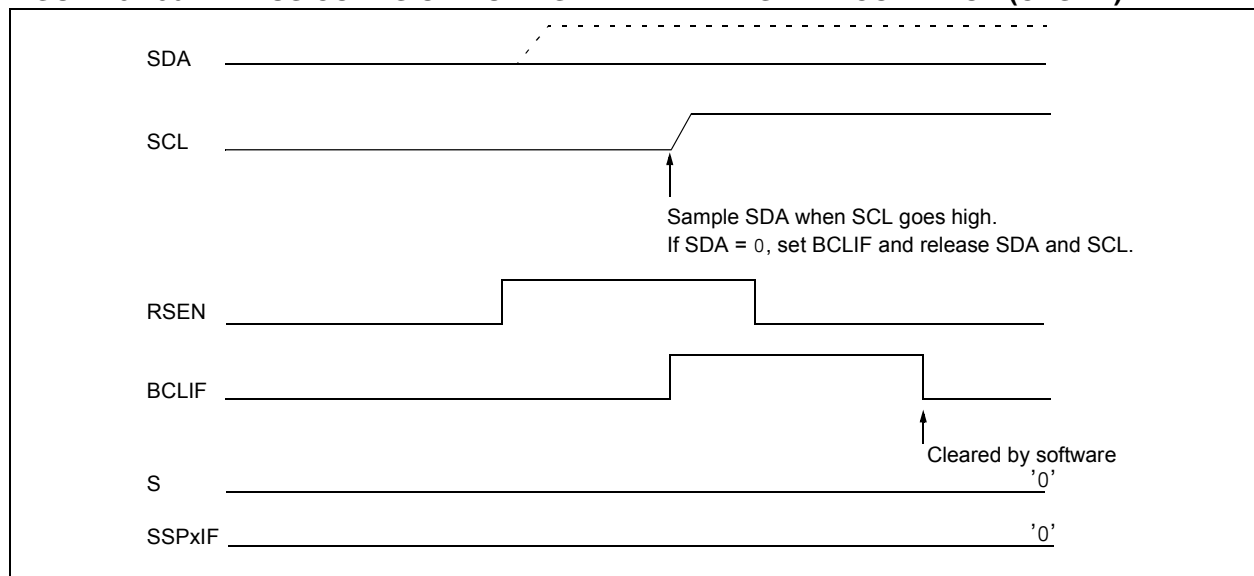 SDA
SCL
Sample SDA when SCL goes high.
If SDA = 0, set BCLIF and release SDA and SCL.
RSEN
BCLIF
Cleared by software
S
'0'
SSPxIF
'0'